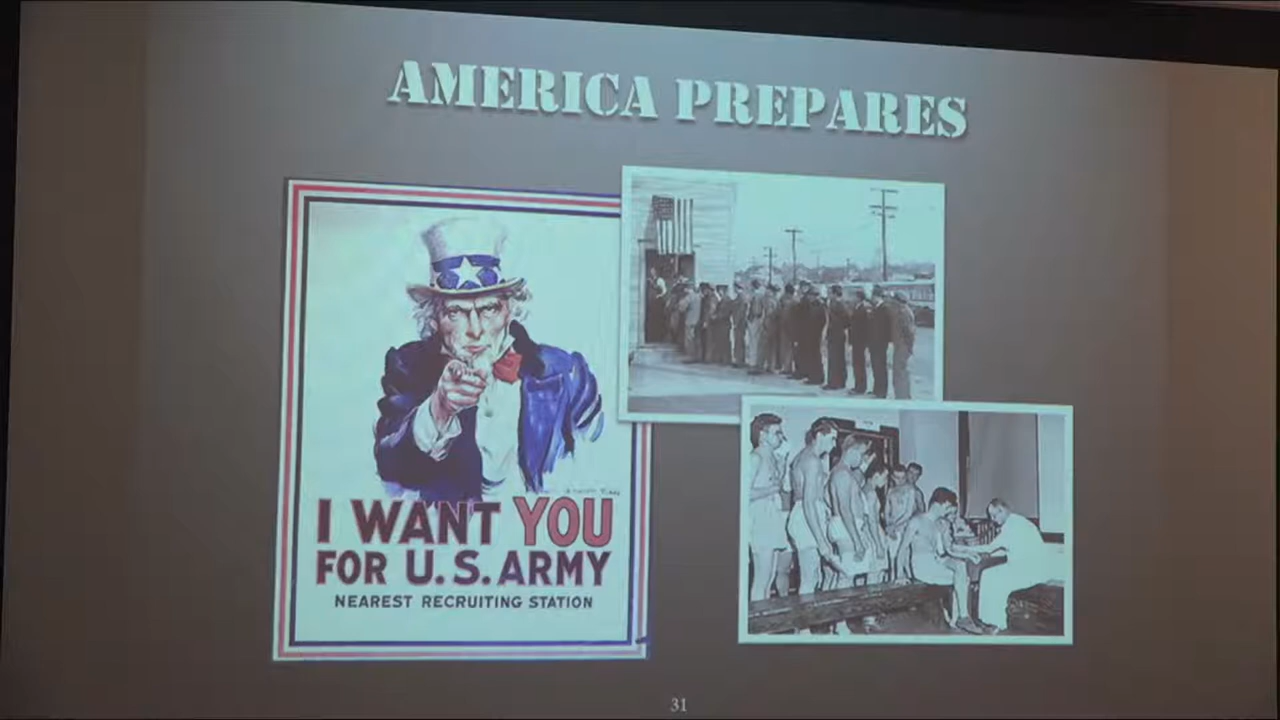 AMERICA PREPARES
I WANT YOU
FOR U.S. ARMY
NEAREST RECRUITING STATION
31